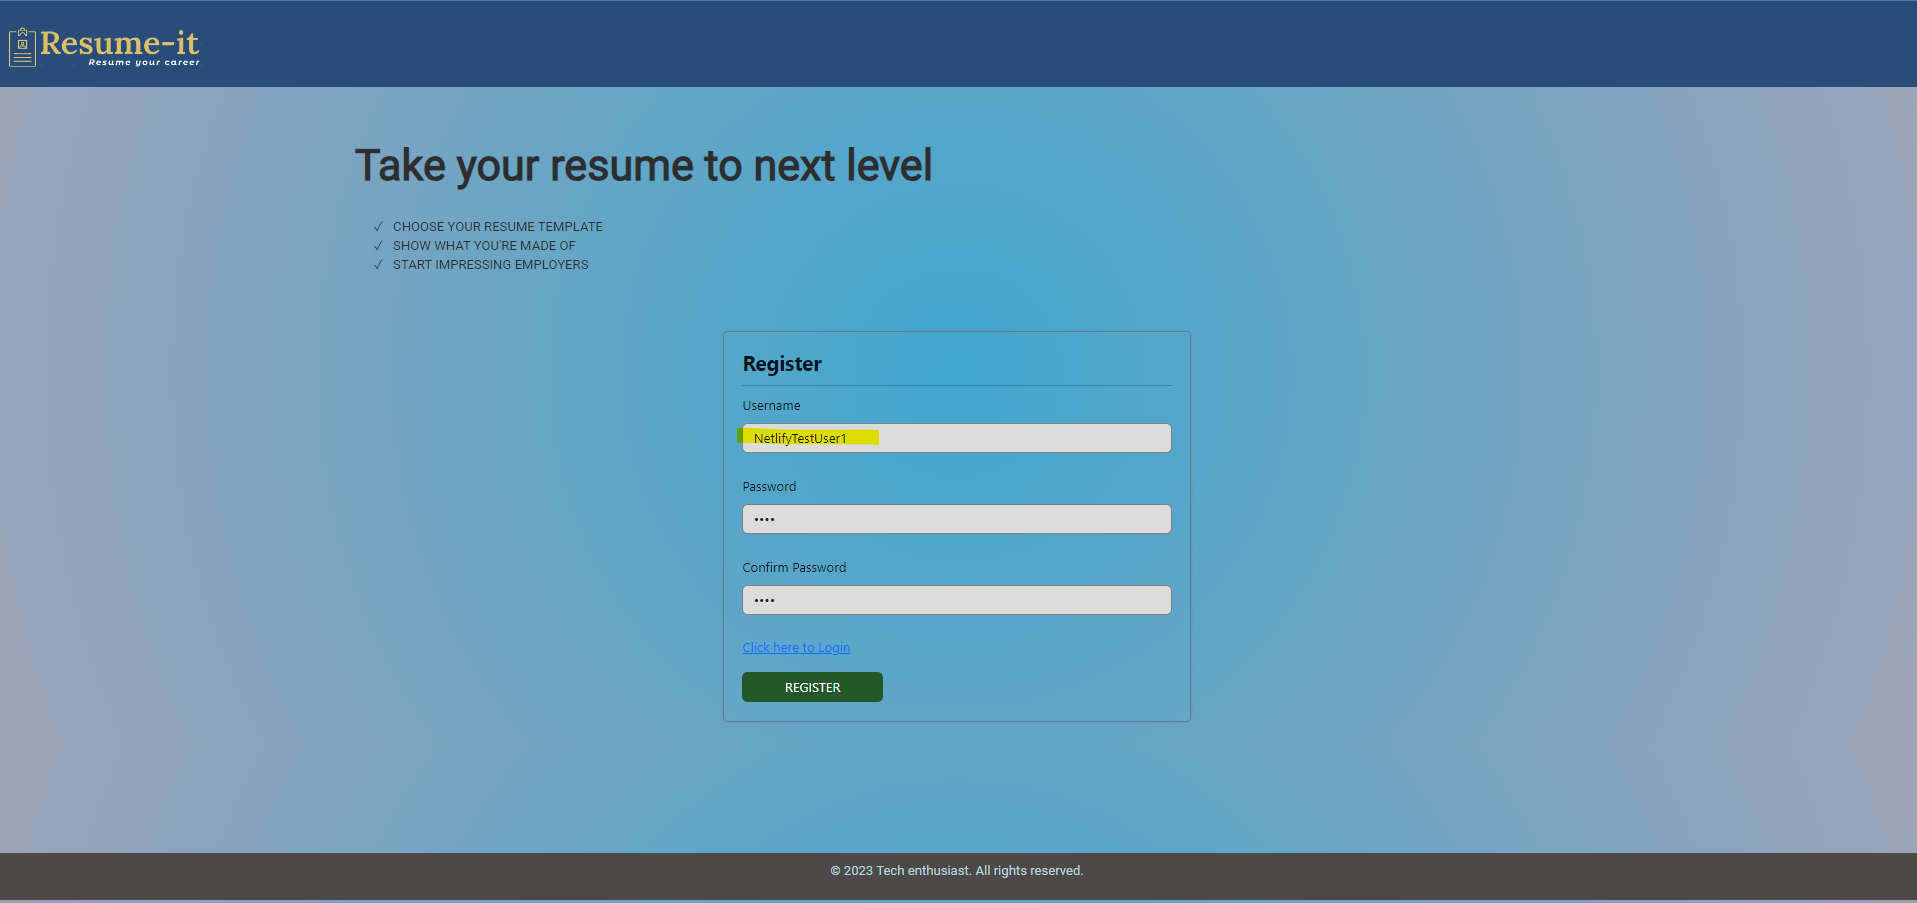 Resume-it
Resume your career
Take your resume to next level
✓ CHOOSE YOUR RESUME TEMPLATE
✓ SHOW WHAT YOU'RE MADE OF
✓ START IMPRESSING EMPLOYERS
Register
Username
NetlifyTestUser1
Password
••••
Confirm Password
••••
Click here to Login
REGISTER
© 2023 Tech enthusiast. All rights reserved.